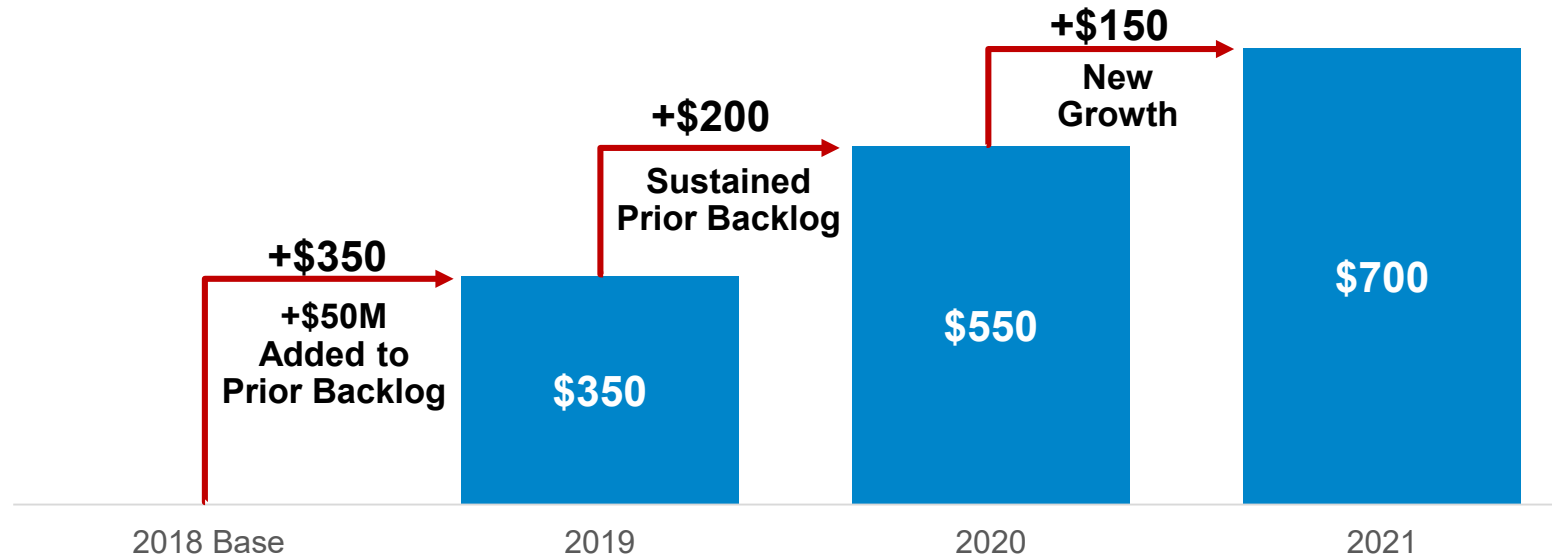 +$350
+$50M
Added to
Prior Backlog
$350
+$200
Sustained
Prior Backlog
$550
+$150
New
Growth
$700
2018 Base
2019
2020
2021